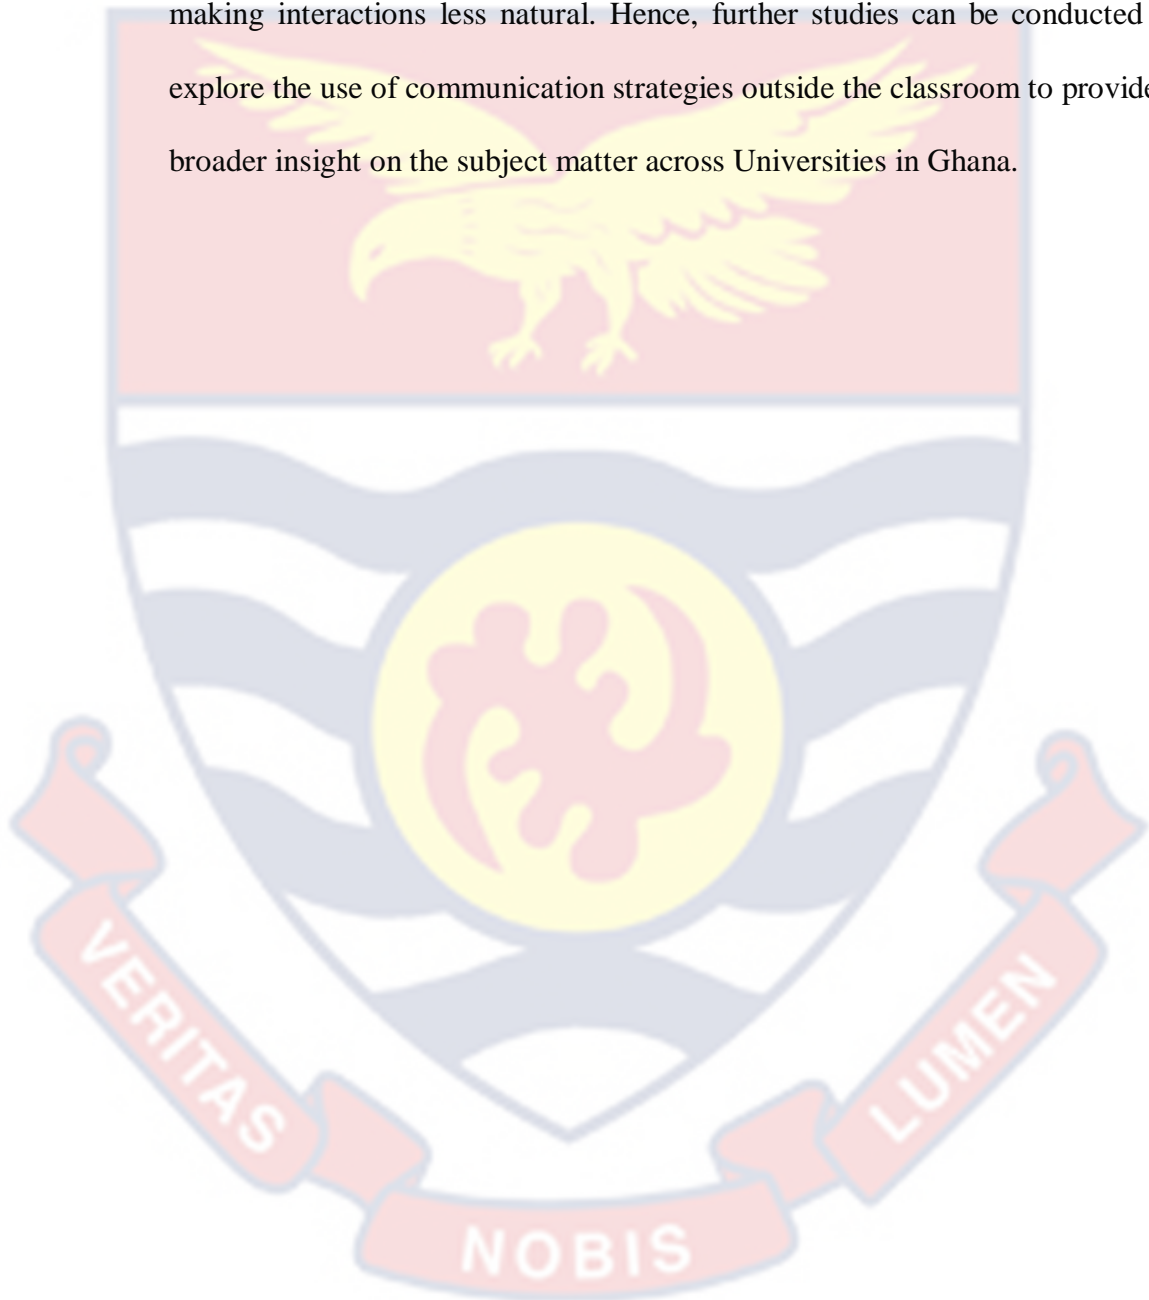 making interactions less natural. Hence, further studies can be conducted
explore the use of communication strategies outside the classroom to provide
broader insight on the subject matter across Universities in Ghana.
VERITAS
NOBIS
LUMEN